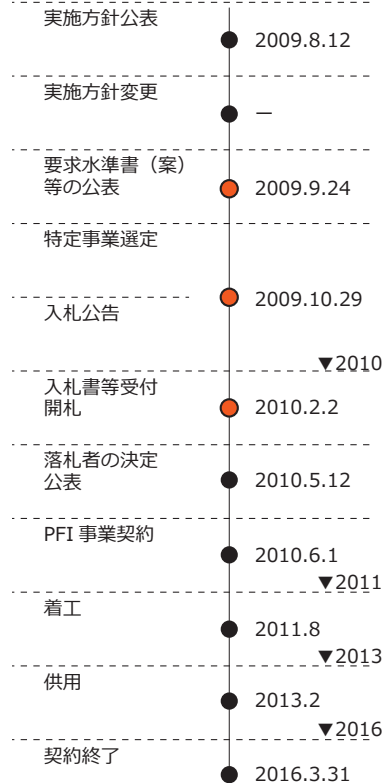 実施方針公表
2009.8.12
実施方針変更
－
要求水準書（案）
等の公表
2009.9.24
特定事業選定
2009.10.29
入札公告
▼2010
入札書等受付
開札
2010.2.2
落札者の決定
公表
2010.5.12
PFI 事業契約
2010.6.1
▼2011
着工
2011.8
▼2013
供用
2013.2
▼2016
契約終了
2016.3.31